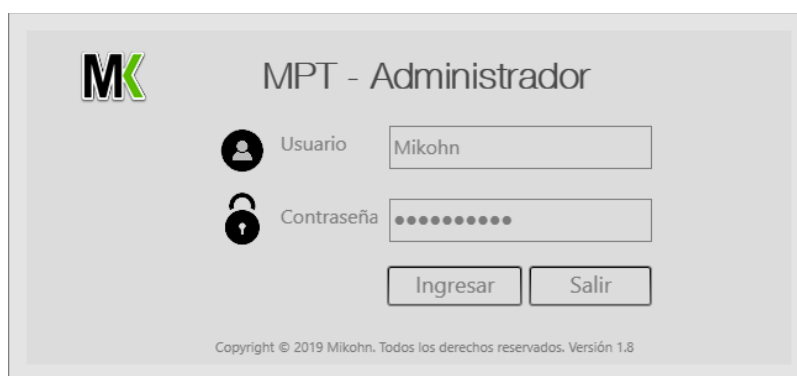 MK
MPT - Administrador
Usuario
Mikohn
Contraseña
●●●●●●●●●●
Ingresar
Salir
Copyright © 2019 Mikohn. Todos los derechos reservados. Versión 1.8